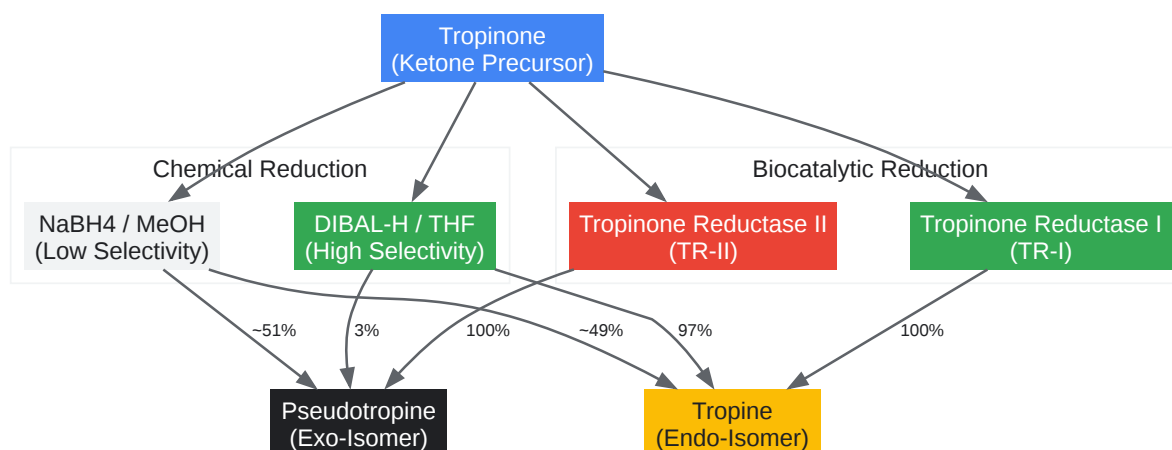 Tropinone
(Ketone Precursor)
Chemical Reduction
Biocatalytic Reduction
NaBH4 / MeOH
(Low Selectivity)
DIBAL-H / THF
(High Selectivity)
Tropinone Reductase II
(TR-II)
Tropinone Reductase I
(TR-I)
~51%
3%
100%
~49%
97%
100%
Pseudotropine
(Exo-Isomer)
Tropine
(Endo-Isomer)